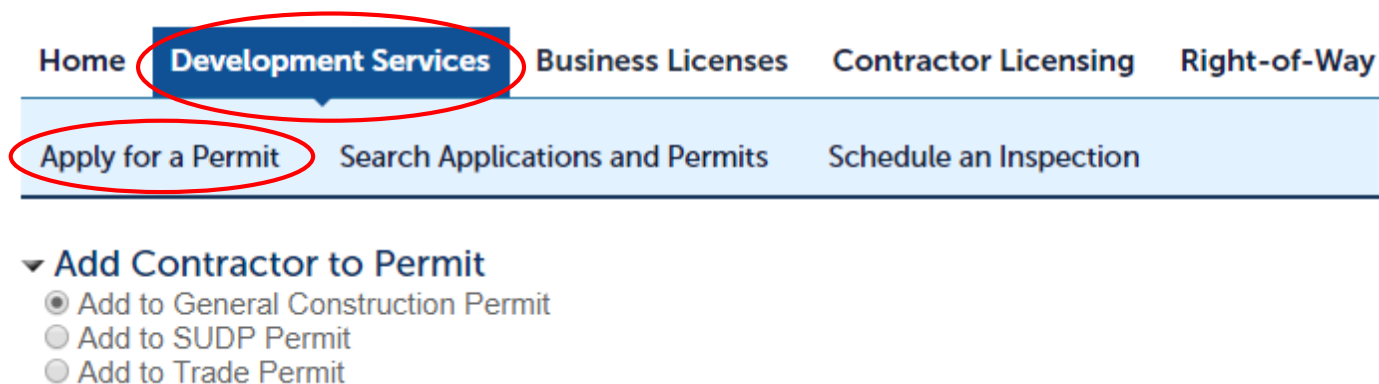 Home Development Services Business Licenses Contractor Licensing Right-of-Way
Apply for a Permit Search Applications and Permits Schedule an Inspection
Add Contractor to Permit
Add to General Construction Permit
Add to SUDP Permit
Add to Trade Permit